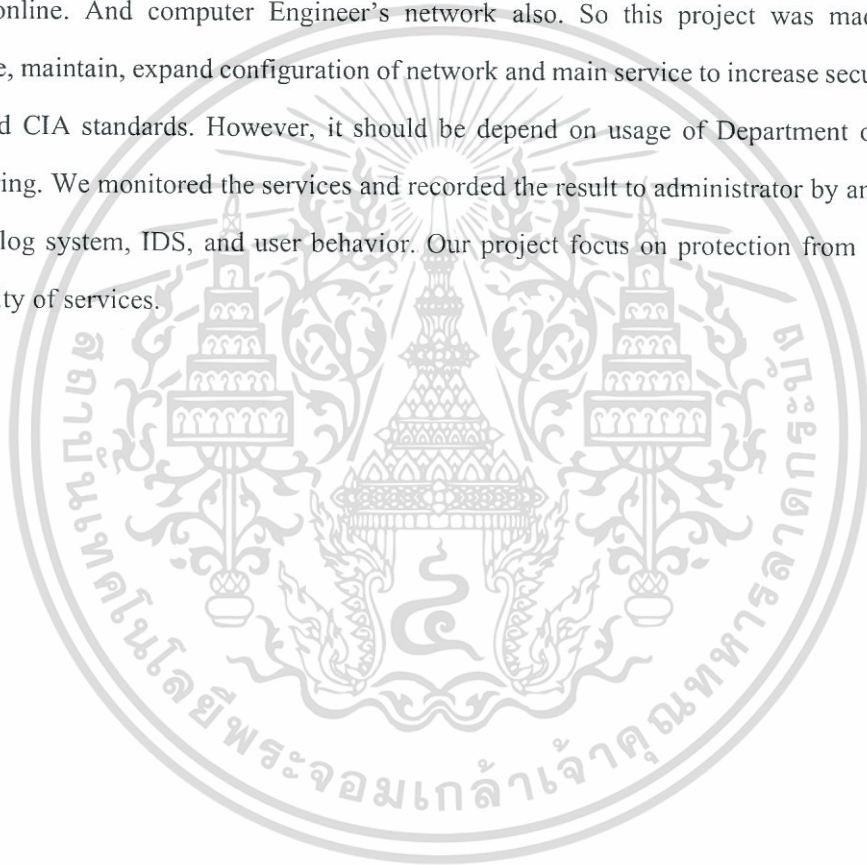 online. And computer Engineer's network also. So this project was mad
e, maintain, expand configuration of network and main service to increase secu
d CIA standards. However, it should be depend on usage of Department o
ing. We monitored the services and recorded the result to administrator by an
log system, IDS, and user behavior. Our project focus on protection from
ity of services.
สถาบันเทคโนโลยีพระจอมเกล้าเจ้าคุณทหารลาดกระบัง
๔